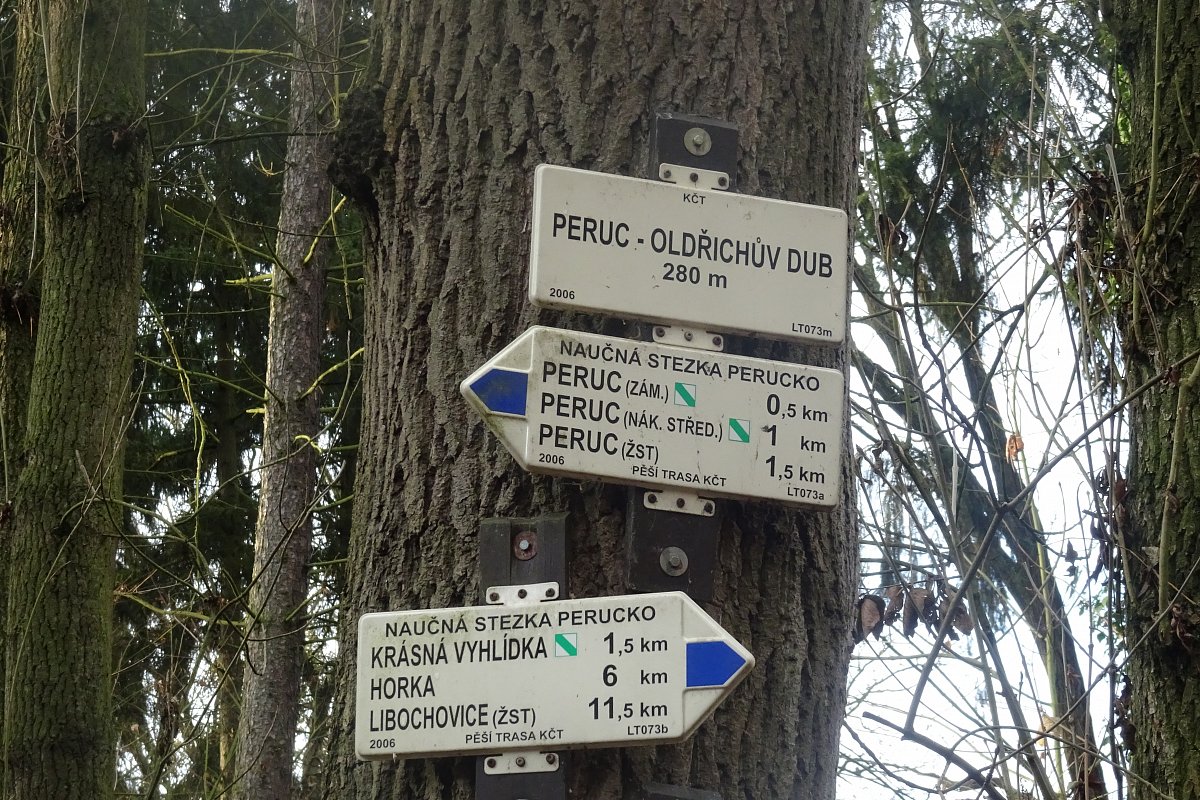 KČT
PERUC - OLDŘICHŮV DUB
280 m
2006 LT073m
NAUČNÁ STEZKA PERUCKO
PERUC (ZÁM.) 0,5 km
PERUC (NÁK. STŘED.) 1 km
PERUC (ŽST) 1,5 km
2006 PĚŠÍ TRASA KČT LT073a
NAUČNÁ STEZKA PERUCKO
KRÁSNÁ VYHLÍDKA 1,5 km
HORKA 6 km
LIBOCHOVICE (ŽST) 11,5 km
2006 PĚŠÍ TRASA KČT LT073b